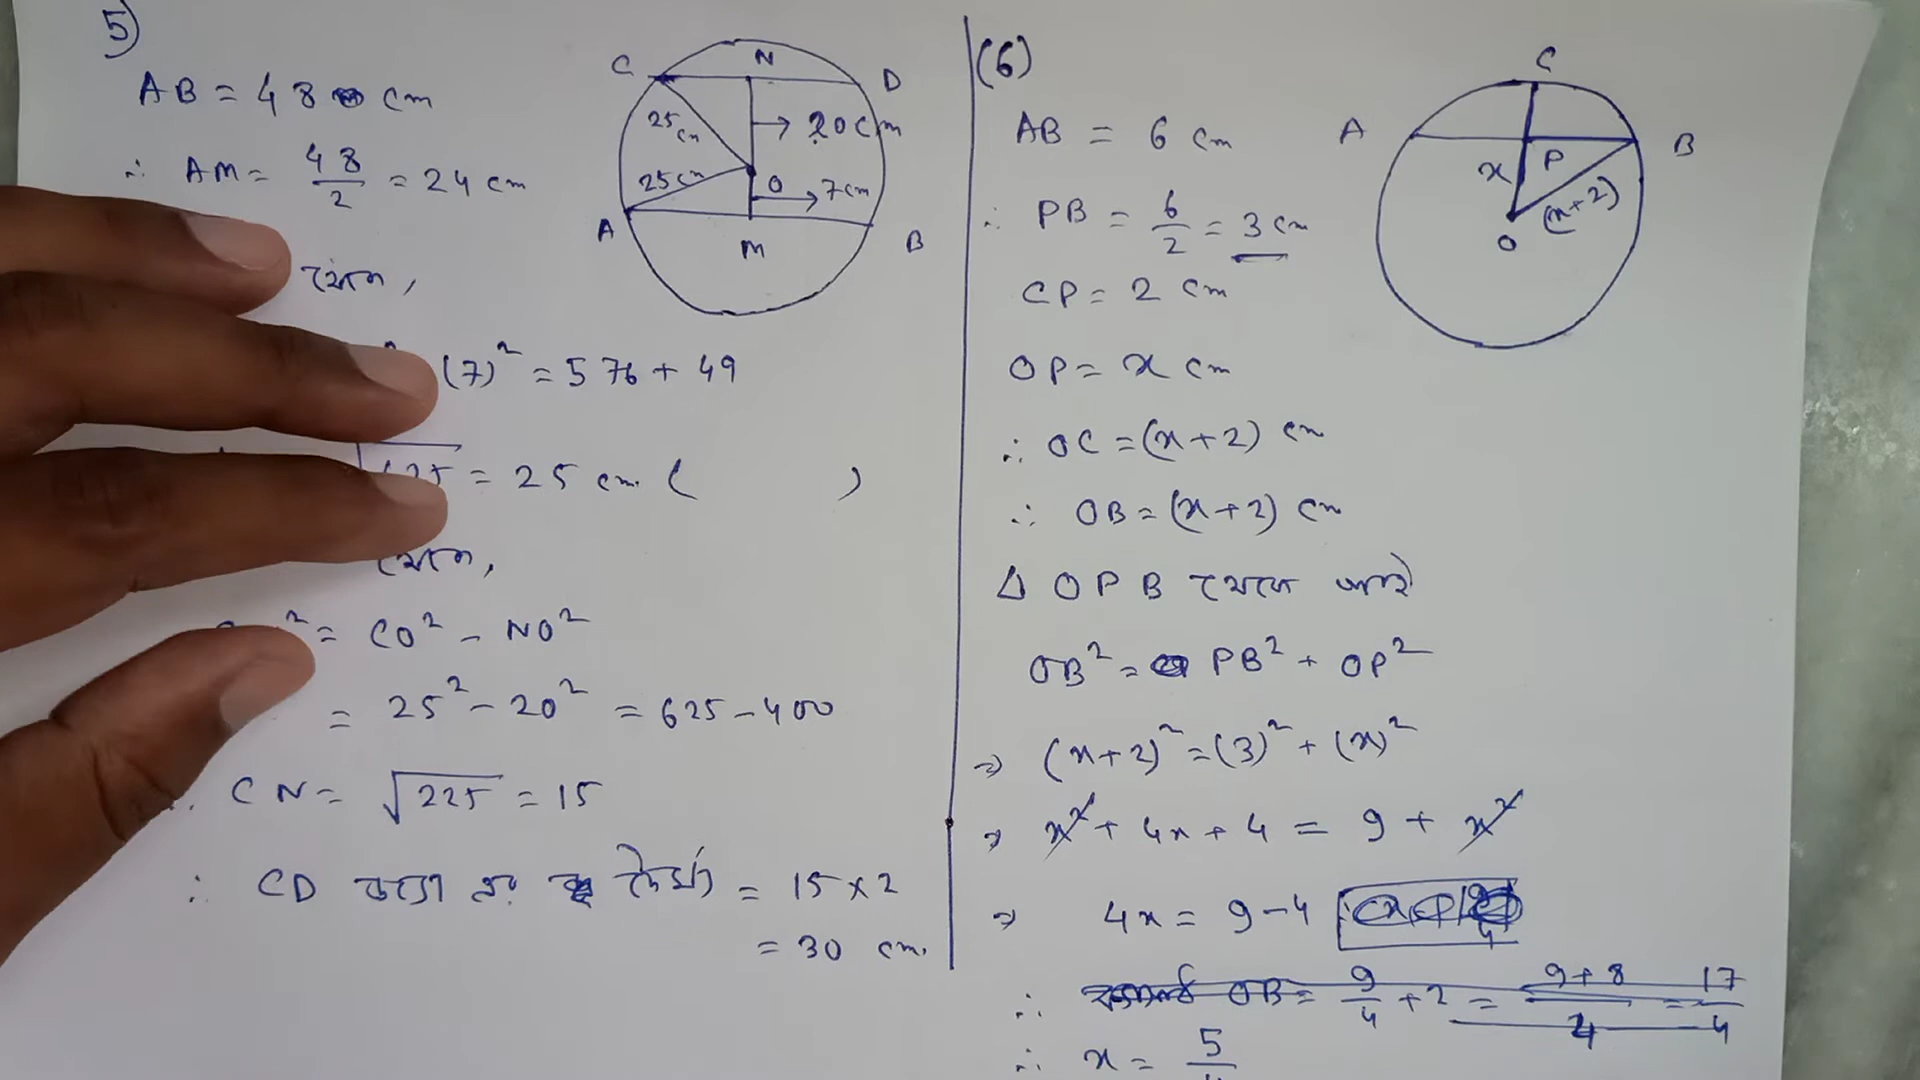 5)
AB = 48 cm
∴ AM = 48/2 = 24 cm
থেকে,
(7)² = 576 + 49
= 25 cm. ( )
থেকে,
² = CO² - NO²
= 25² - 20² = 625 - 400
CN = √225 = 15
∴ CD জ্যা এর দৈর্ঘ্য = 15 × 2
= 30 cm.
C N D
25 cm
→ 20 cm
25 cm O → 7 cm
A M B
(6)
AB = 6 cm
∴ PB = 6/2 = 3 cm
CP = 2 cm
OP = x cm
∴ OC = (x+2) cm
∴ OB = (x+2) cm
Δ OPB থেকে পাই
OB² = PB² + OP²
⇒ (x+2)² = (3)² + (x)²
⇒ x² + 4x + 4 = 9 + x²
⇒ 4x = 9 - 4
∴ OB = 9/4 + 2 = 9+8/4 = 17/4
∴ x = 5
C
A P B
x (x+2)
O